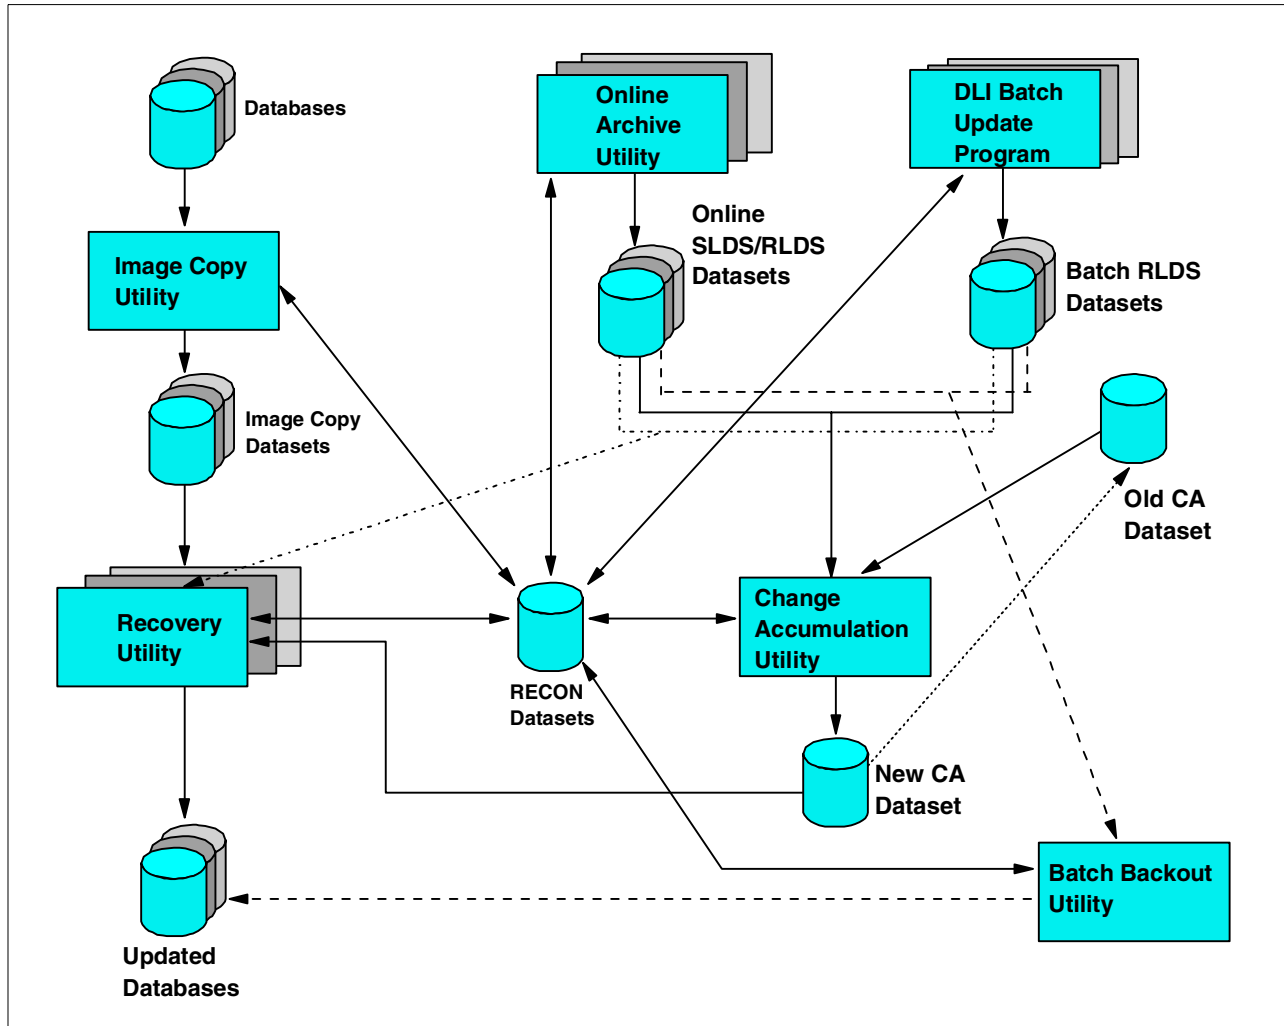 Databases
Online
Archive
Utility
DLI Batch
Update
Program
Image Copy
Utility
Online
SLDS/RLDS
Datasets
Batch RLDS
Datasets
Image Copy
Datasets
Old CA
Dataset
Recovery
Utility
RECON
Datasets
Change
Accumulation
Utility
New CA
Dataset
Batch Backout
Utility
Updated
Databases